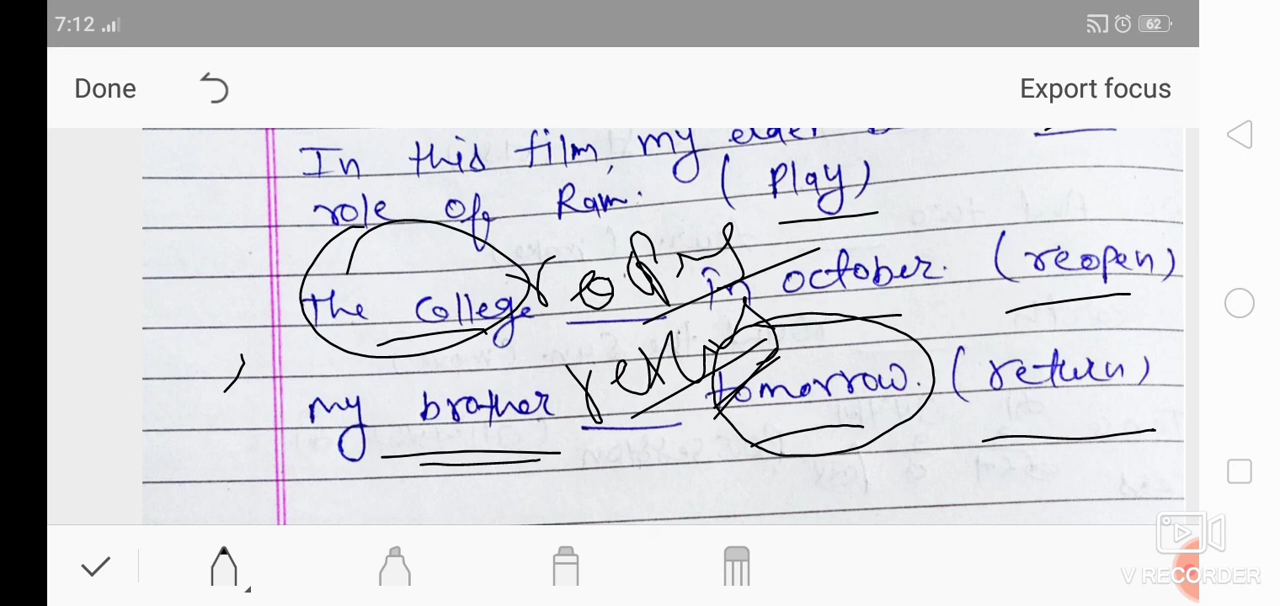 7:12 62
Done Export focus
In this film, my elder
role of Ram. (Play)
The college in october. (reopen)
my brother tomorrow. (return)
V RECORDER